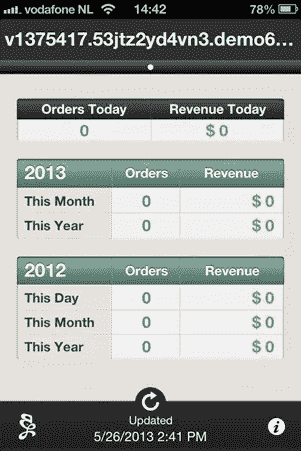 vodafone NL 14:42 78%
v1375417.53jtz2yd4vn3.demo6...
Orders Today Revenue Today
0 $ 0
2013 Orders Revenue
This Month 0 $ 0
This Year 0 $ 0
2012 Orders Revenue
This Day 0 $ 0
This Month 0 $ 0
This Year 0 $ 0
Updated
5/26/2013 2:41 PM